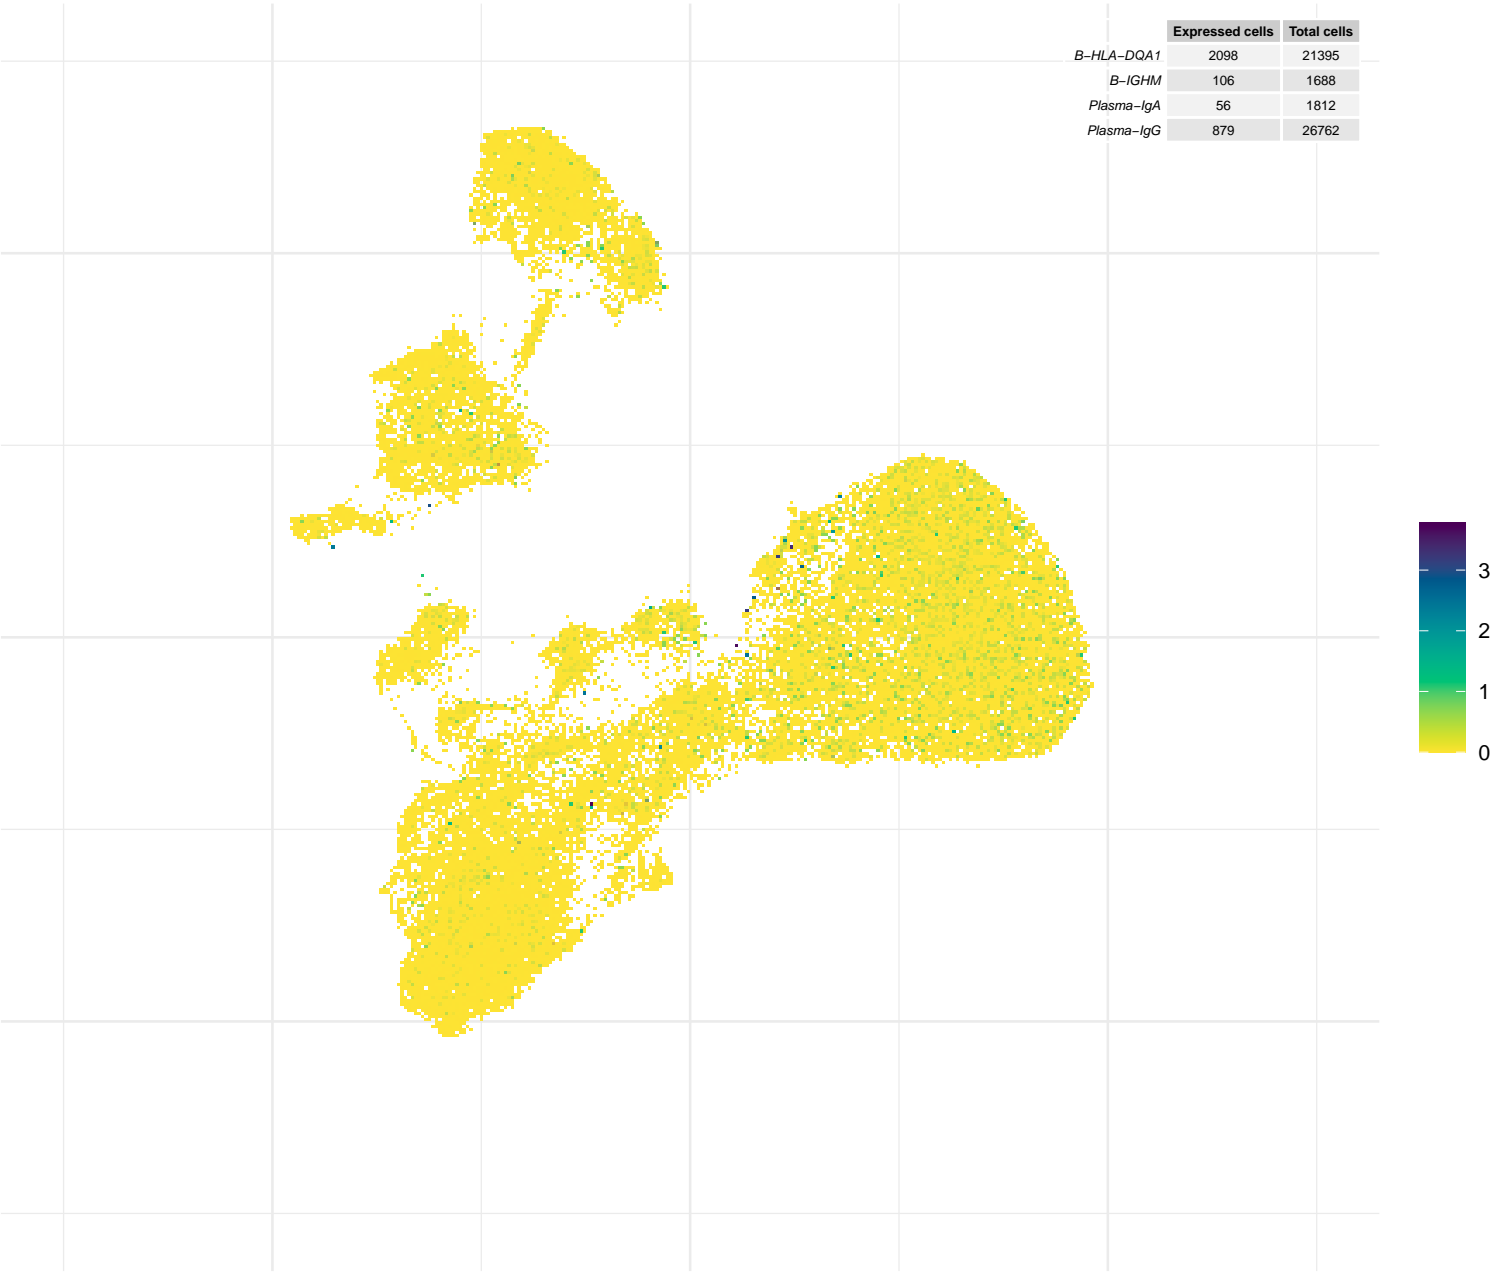 Expressed cells Total cells
B−HLA−DQA1 2098 21395
B−IGHM 106 1688
Plasma−IgA 56 1812
Plasma−IgG 879 26762
3
2
1
0